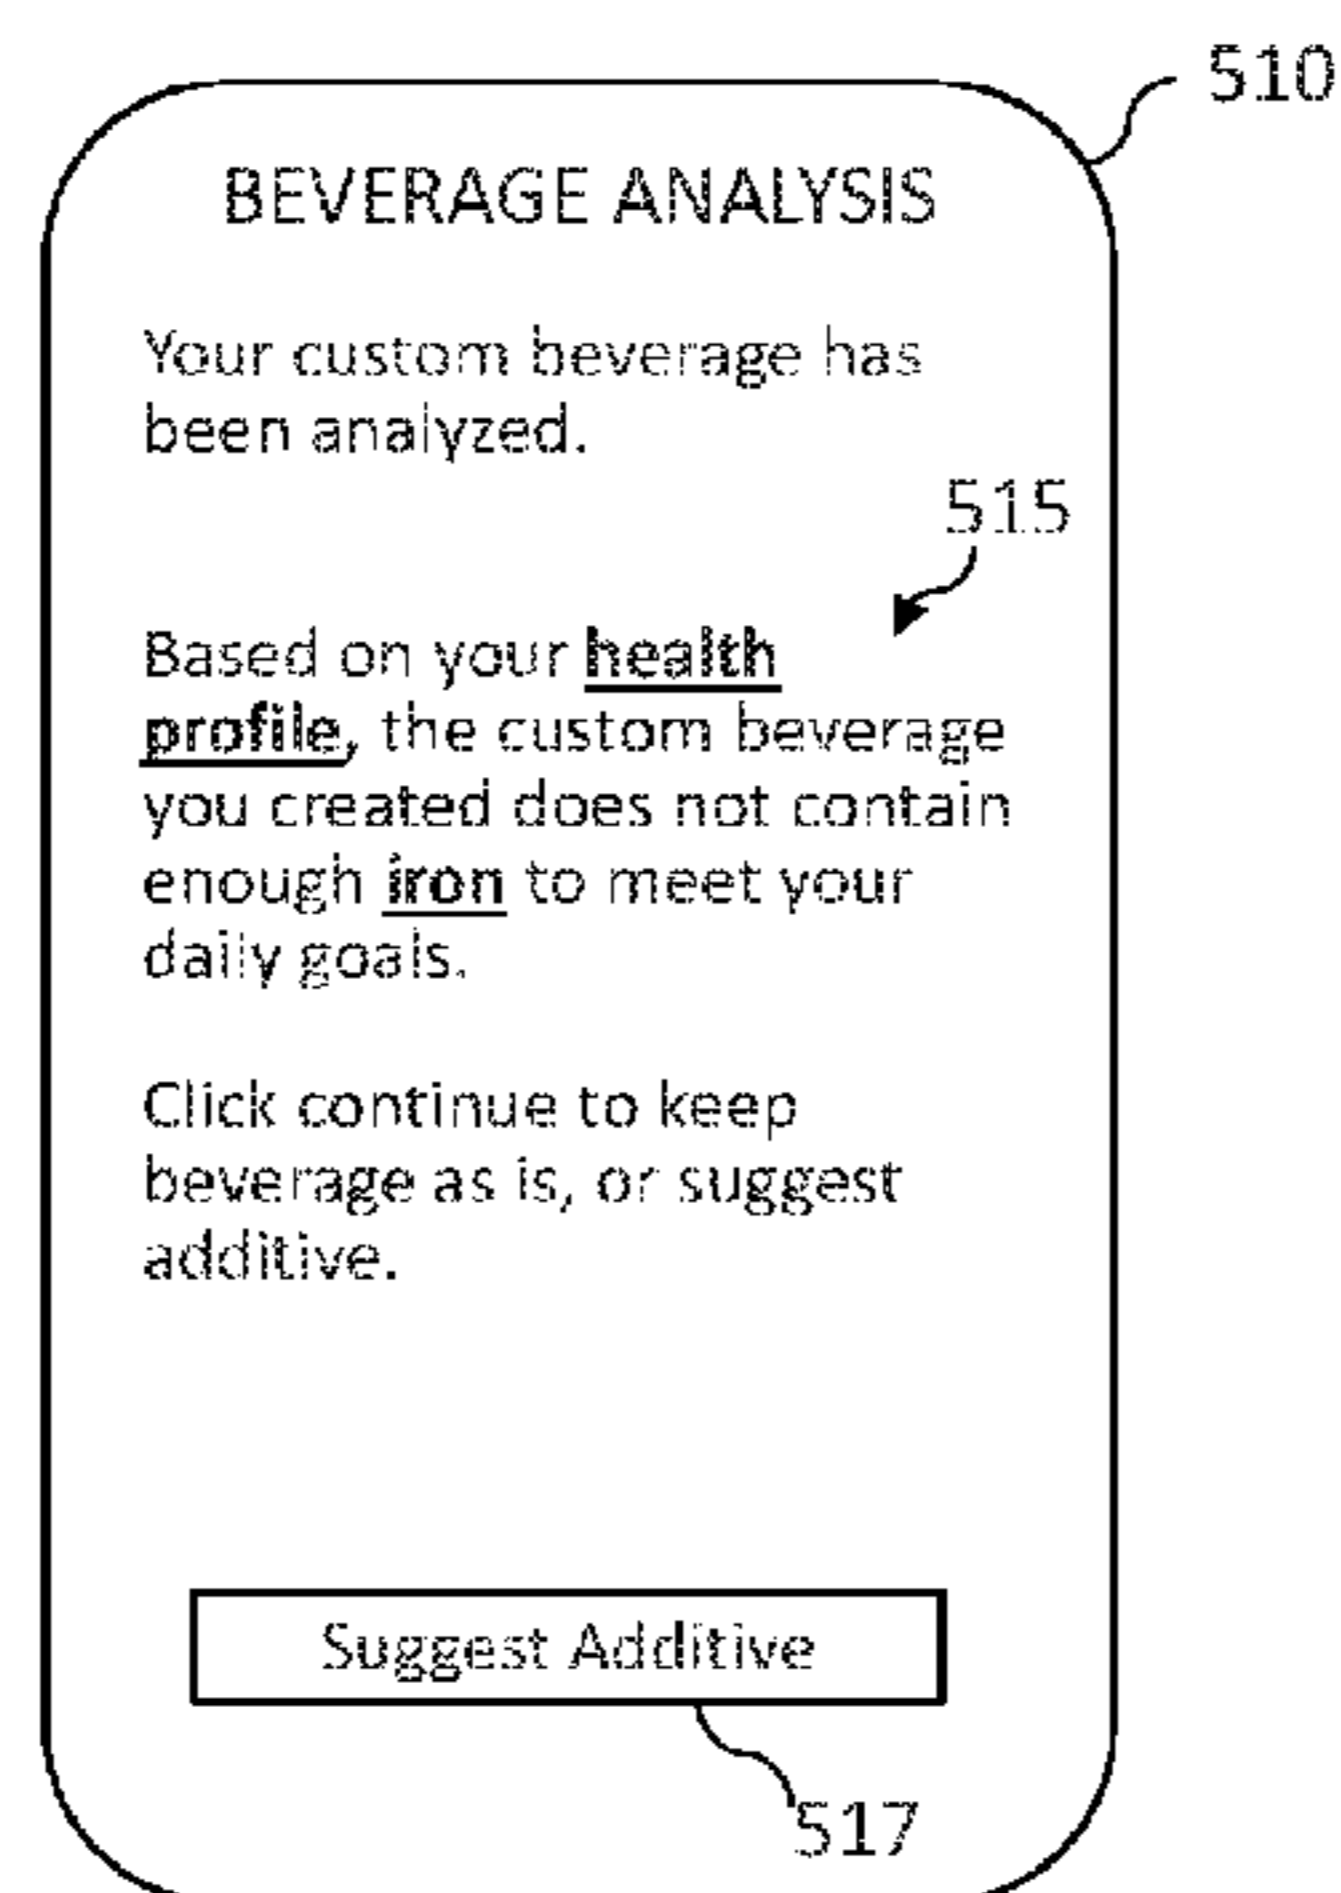 510
BEVERAGE ANALYSIS
Your custom beverage has
been analyzed.
515
Based on your health
profile, the custom beverage
you created does not contain
enough iron to meet your
daily goals.
Click continue to keep
beverage as is, or suggest
additive.
Suggest Additive
517